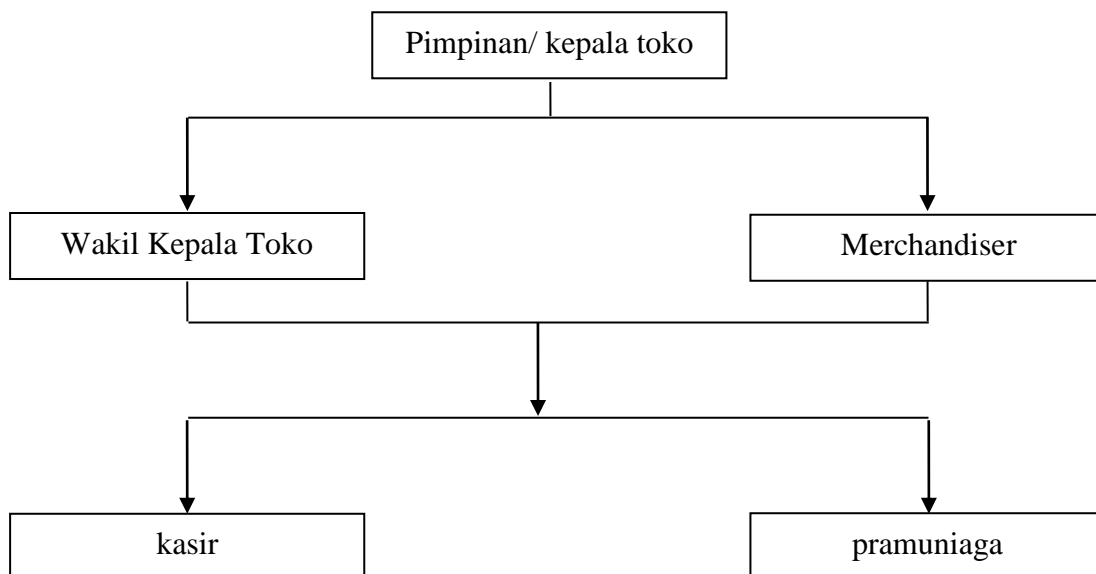 Pimpinan/ kepala toko
Wakil Kepala Toko
Merchandiser
kasir
pramuniaga